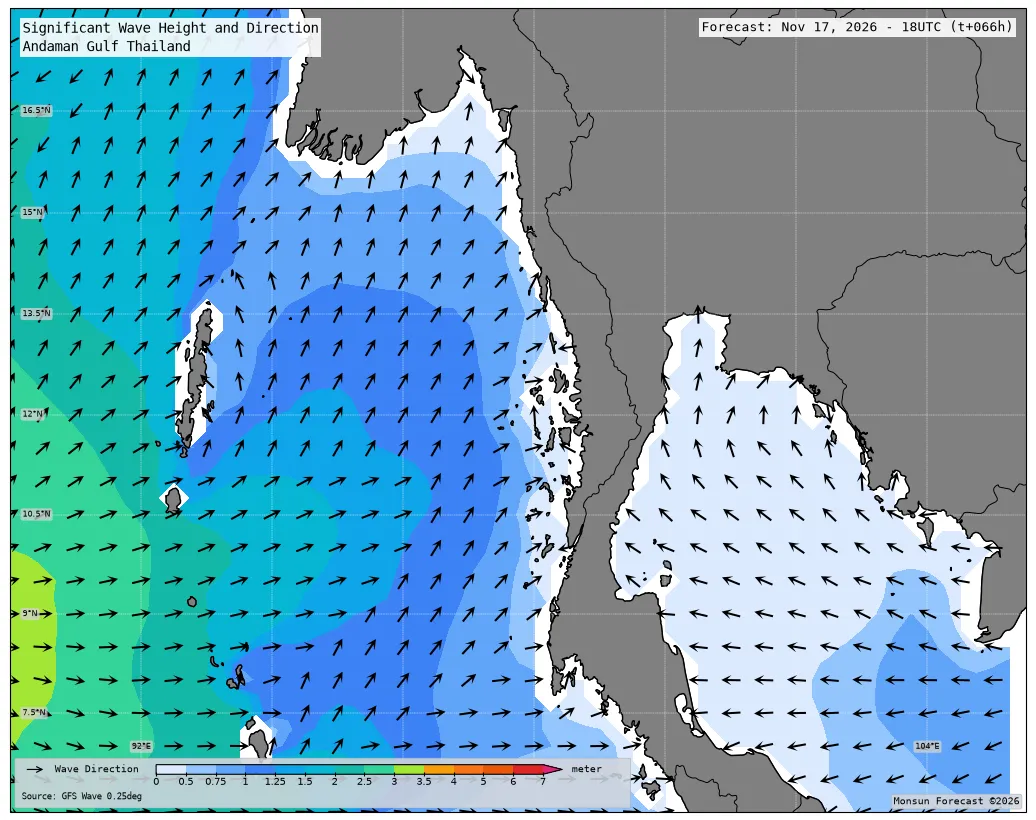 Significant Wave Height and Direction
Andaman Gulf Thailand
Forecast: Nov 17, 2026 - 18UTC (t+066h)
16.5°N
15°N
13.5°N
12°N
10.5°N
9°N
7.5°N
92°E
104°E
Wave Direction
0 0.5 0.75 1 1.25 1.5 2 2.5 3 3.5 4 5 6 7
meter
Source: GFS Wave 0.25deg
Monsun Forecast ©2026